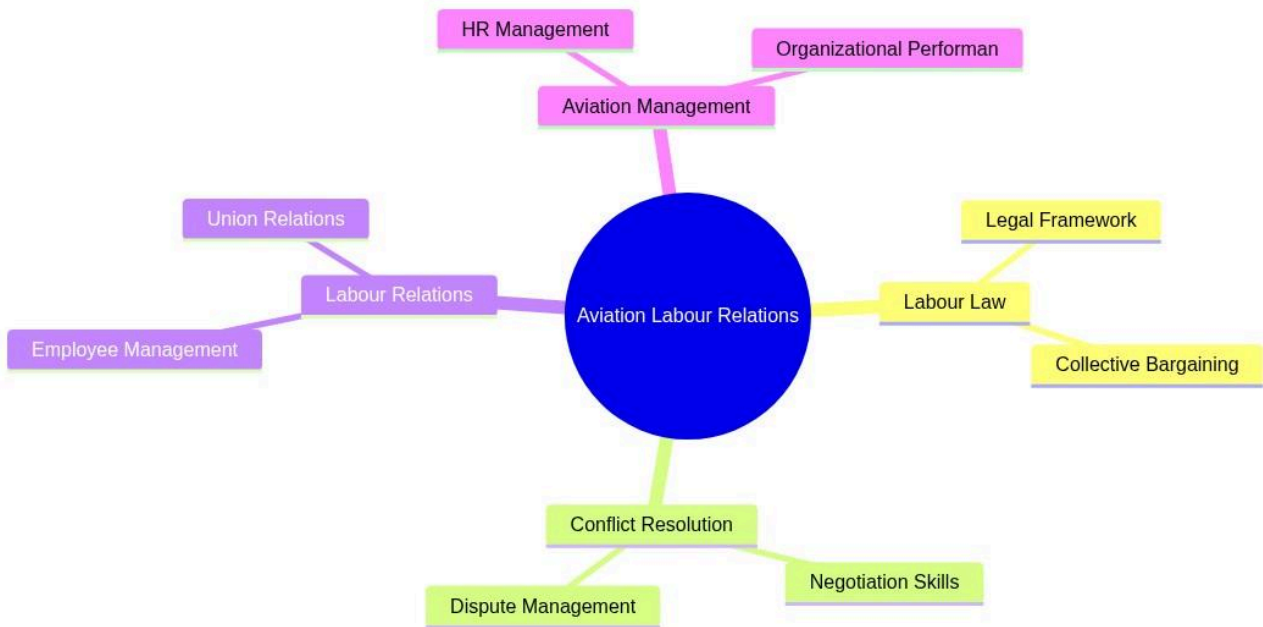 HR Management
Organizational Performan
Aviation Management
Union Relations
Legal Framework
Labour Relations
Labour Law
Aviation Labour Relations
Employee Management
Collective Bargaining
Conflict Resolution
Negotiation Skills
Dispute Management